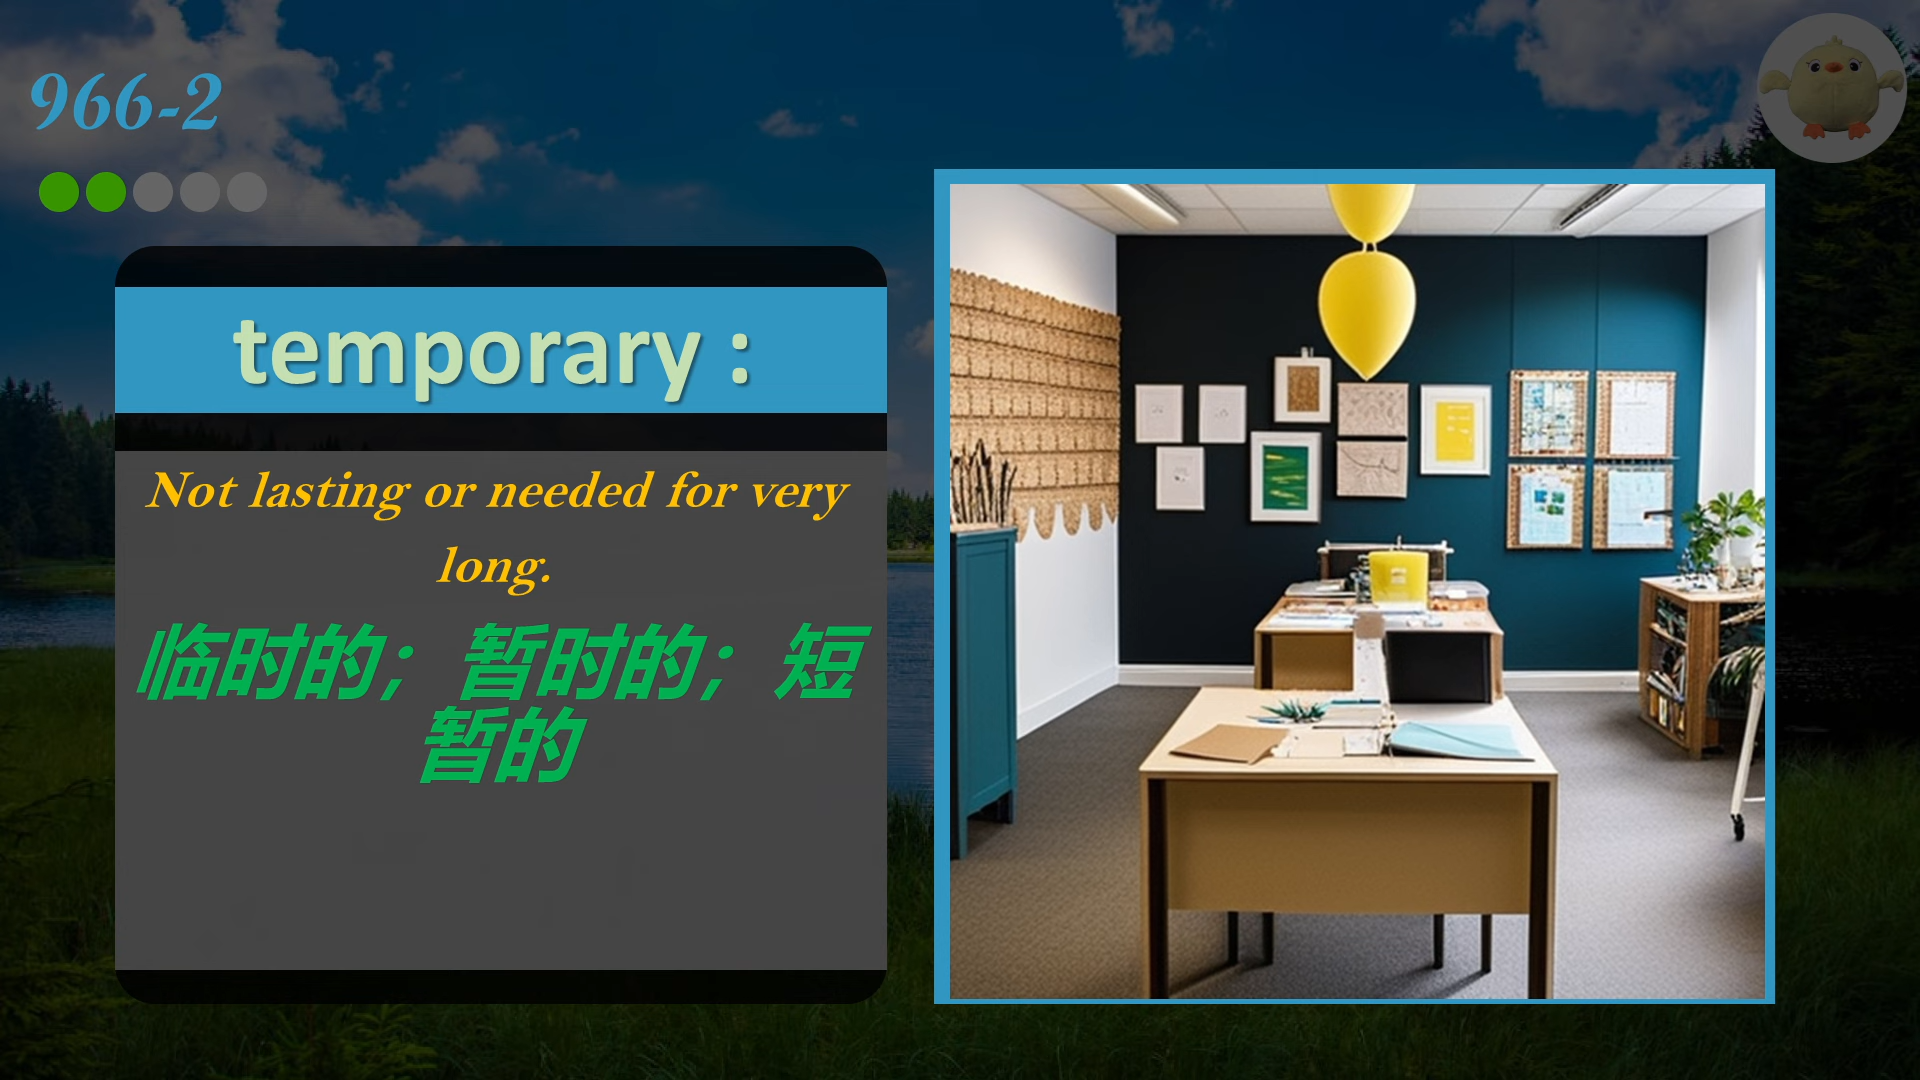 966-2
temporary :
Not lasting or needed for very
long.
临时的；暂时的；短
暂的